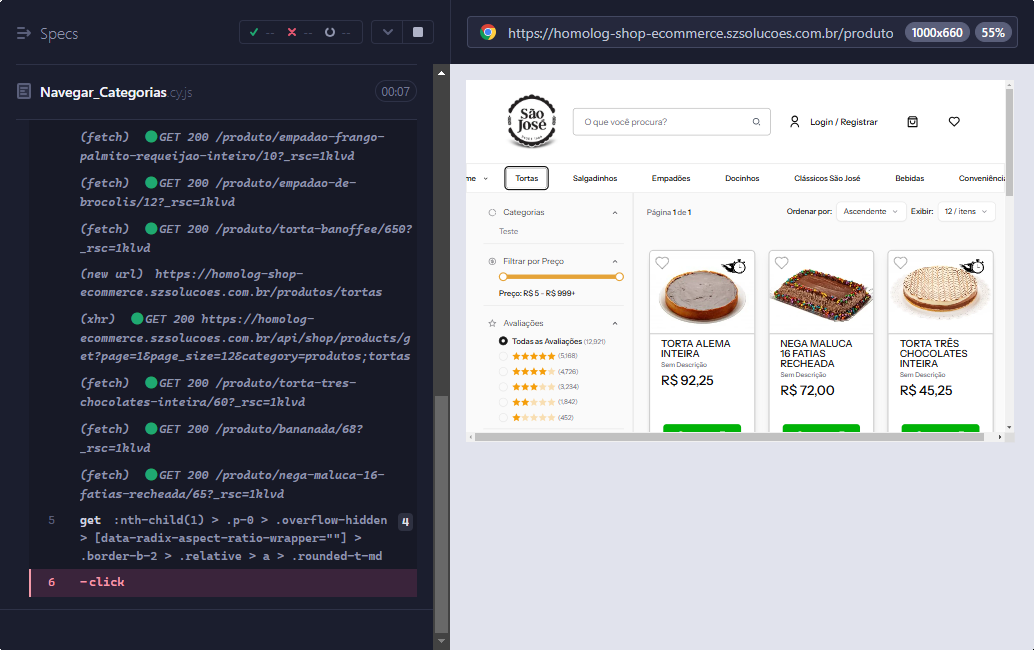 Specs
-- -- --
https://homolog-shop-ecommerce.szsolucoes.com.br/produto 1000x660 55%
Navegar_Categorias.cy.js 00:07
(fetch) GET 200 /produto/empadao-frango-
palmito-requeijao-inteiro/10?_rsc=1klvd
(fetch) GET 200 /produto/empadao-de-
brocolis/12?_rsc=1klvd
(fetch) GET 200 /produto/torta-banoffee/650?
_rsc=1klvd
(new url) https://homolog-shop-
ecommerce.szsolucoes.com.br/produtos/tortas
(xhr) GET 200 https://homolog-
ecommerce.szsolucoes.com.br/api/shop/products/g
et?page=1&page_size=12&category=produtos;tortas
(fetch) GET 200 /produto/torta-tres-
chocolates-inteira/60?_rsc=1klvd
(fetch) GET 200 /produto/bananada/68?
_rsc=1klvd
(fetch) GET 200 /produto/nega-maluca-16-
fatias-recheada/65?_rsc=1klvd
5 get :nth-child(1) > .p-0 > .overflow-hidden 4
> [data-radix-aspect-ratio-wrapper=""] >
.border-b-2 > .relative > a > .rounded-t-md
6 -click
São
José
O que você procura?
Login / Registrar
me Tortas Salgadinhos Empadões Docinhos Clássicos São José Bebidas Conveniência
Categorias
Teste
Filtrar por Preço
Preço: R$ 5 - R$ 999+
Avaliações
Todas as Avaliações (12,921)
(5,168)
(4,726)
(3,234)
(1,842)
(452)
Página 1 de 1
Ordenar por: Ascendente Exibir: 12 / itens
TORTA ALEMA
INTEIRA
Sem Descrição
R$ 92,25
NEGA MALUCA
16 FATIAS
RECHEADA
Sem Descrição
R$ 72,00
TORTA TRÊS
CHOCOLATES
INTEIRA
Sem Descrição
R$ 45,25